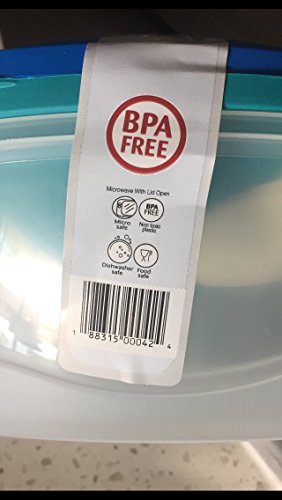 BPA
FREE
Microwave With Lid Open
Micro
safe
BPA
FREE
Non toxic
plastic
Dishwasher
safe
Food
safe
1 88315 00042 4